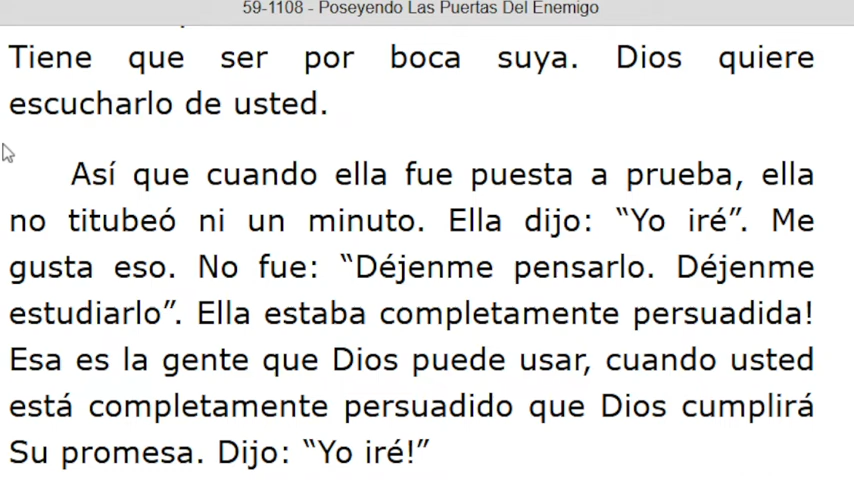 59-1108 - Poseyendo Las Puertas Del Enemigo
Tiene que ser por boca suya. Dios quiere
escucharlo de usted.
Así que cuando ella fue puesta a prueba, ella
no titubeó ni un minuto. Ella dijo: “Yo iré”. Me
gusta eso. No fue: “Déjenme pensarlo. Déjenme
estudiarlo”. Ella estaba completamente persuadida!
Esa es la gente que Dios puede usar, cuando usted
está completamente persuadido que Dios cumplirá
Su promesa. Dijo: “Yo iré!”